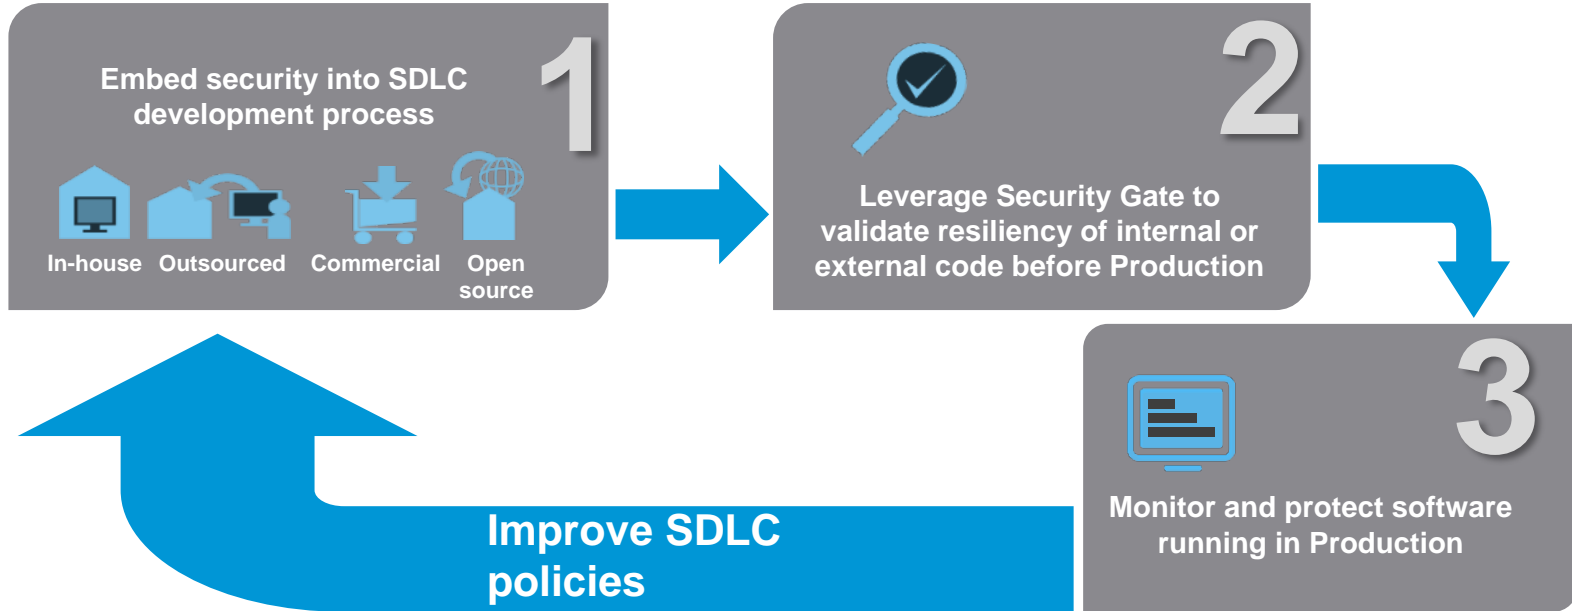 1
Embed security into SDLC
development process
In-house
Outsourced
Commercial
Open
source
2
Leverage Security Gate to
validate resiliency of internal or
external code before Production
3
Monitor and protect software
running in Production
Improve SDLC
policies